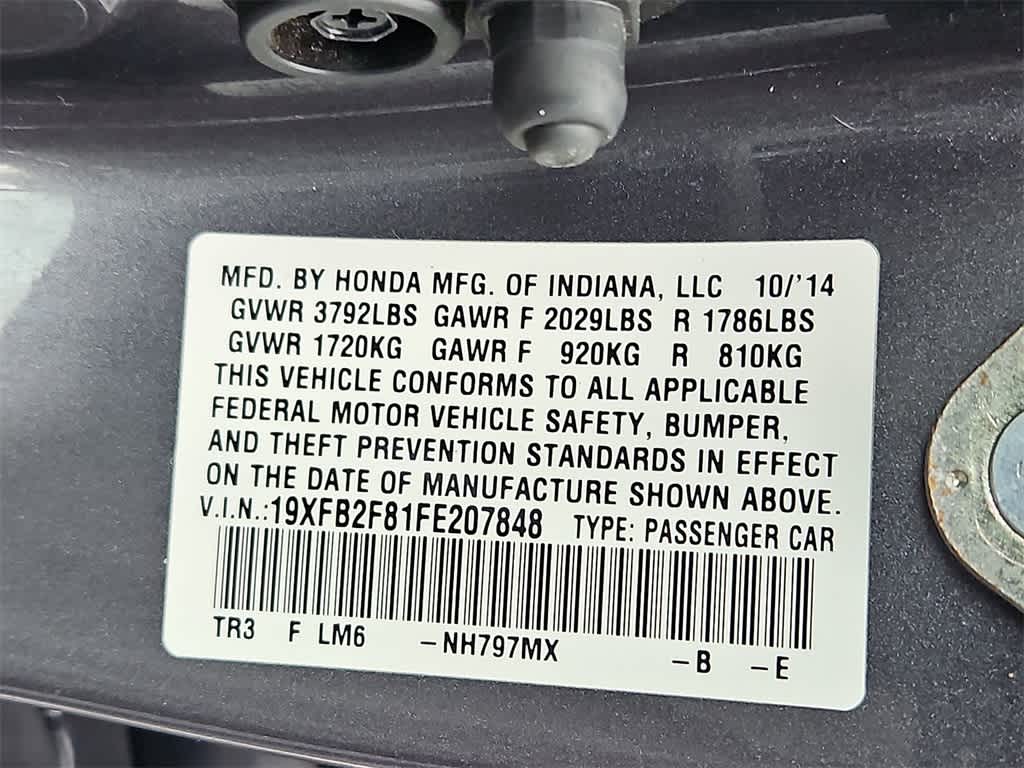 MFD. BY HONDA MFG. OF INDIANA, LLC 10/'14
GVWR 3792LBS GAWR F 2029LBS R 1786LBS
GVWR 1720KG GAWR F 920KG R 810KG
THIS VEHICLE CONFORMS TO ALL APPLICABLE
FEDERAL MOTOR VEHICLE SAFETY, BUMPER,
AND THEFT PREVENTION STANDARDS IN EFFECT
ON THE DATE OF MANUFACTURE SHOWN ABOVE.
V.I.N.:19XFB2F81FE207848 TYPE: PASSENGER CAR
TR3 F LM6 -NH797MX -B -E